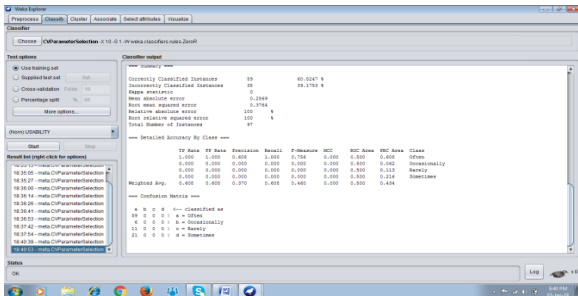 Weka Explorer
Preprocess Classify Cluster Associate Select attributes Visualize
Classifier
Choose CVParameterSelection -X 10 -S 1 -W weka.classifiers.rules.ZeroR
Test options
Use training set
Supplied test set Set...
Cross-validation Folds 10
Percentage split %
More options...
(Nom) USABILITY
Start Stop
Result list (right-click for options)
18:35:05 - meta.CVParameterSelection
18:35:27 - meta.CVParameterSelection
18:36:00 - meta.CVParameterSelection
18:36:14 - meta.CVParameterSelection
18:36:26 - meta.CVParameterSelection
18:36:41 - meta.CVParameterSelection
18:36:53 - meta.CVParameterSelection
18:37:42 - meta.CVParameterSelection
18:37:54 - meta.CVParameterSelection
18:40:39 - meta.CVParameterSelection
18:40:53 - meta.CVParameterSelection
Classifier output
=== Summary ===
Correctly Classified Instances 59 60.8247 %
Incorrectly Classified Instances 38 39.1753 %
Kappa statistic 0
Mean absolute error
Root mean squared error 0.3764
Relative absolute error 100 %
Root relative squared error 100 %
Total Number of Instances 97
=== Detailed Accuracy By Class ===
TP Rate FP Rate Precision Recall F-Measure MCC ROC Area PRC Area Class
1.000 1.000 0.608 1.000 0.756 0.000 0.500 0.608 Often
0.000 0.000 0.000 0.000 0.000 0.000 0.500 0.062 Occasionally
0.000 0.000 0.000 0.000 0.000 0.000 0.500 0.113 Rarely
0.000 0.000 0.000 0.000 0.000 0.000 0.500 0.216 Sometimes
Weighted Avg. 0.608 0.608 0.370 0.608 0.460 0.000 0.500 0.434
=== Confusion Matrix ===
a b c d <-- classified as
59 0 0 0 | a = Often
6 0 0 0 | b = Occasionally
11 0 0 0 | c = Rarely
21 0 0 0 | d = Sometimes
Status
OK
Log
x 0
6:40 PM